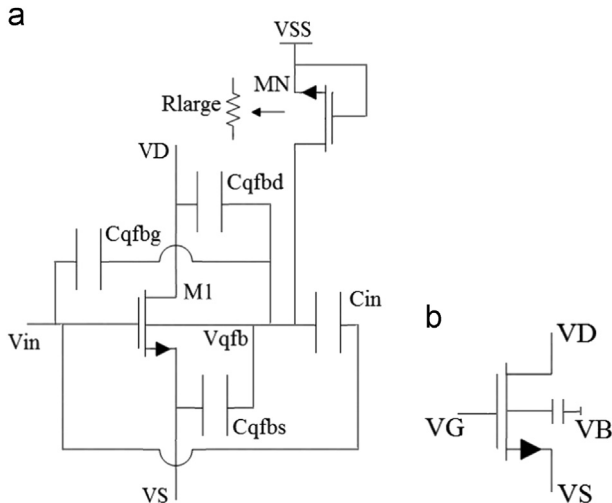 a
VSS
MN
Rlarge
VD
Cqfbd
Cqfbg
M1
Cin
Vin
Vqfb
Cqfbs
VS
b
VD
VG
VB
VS